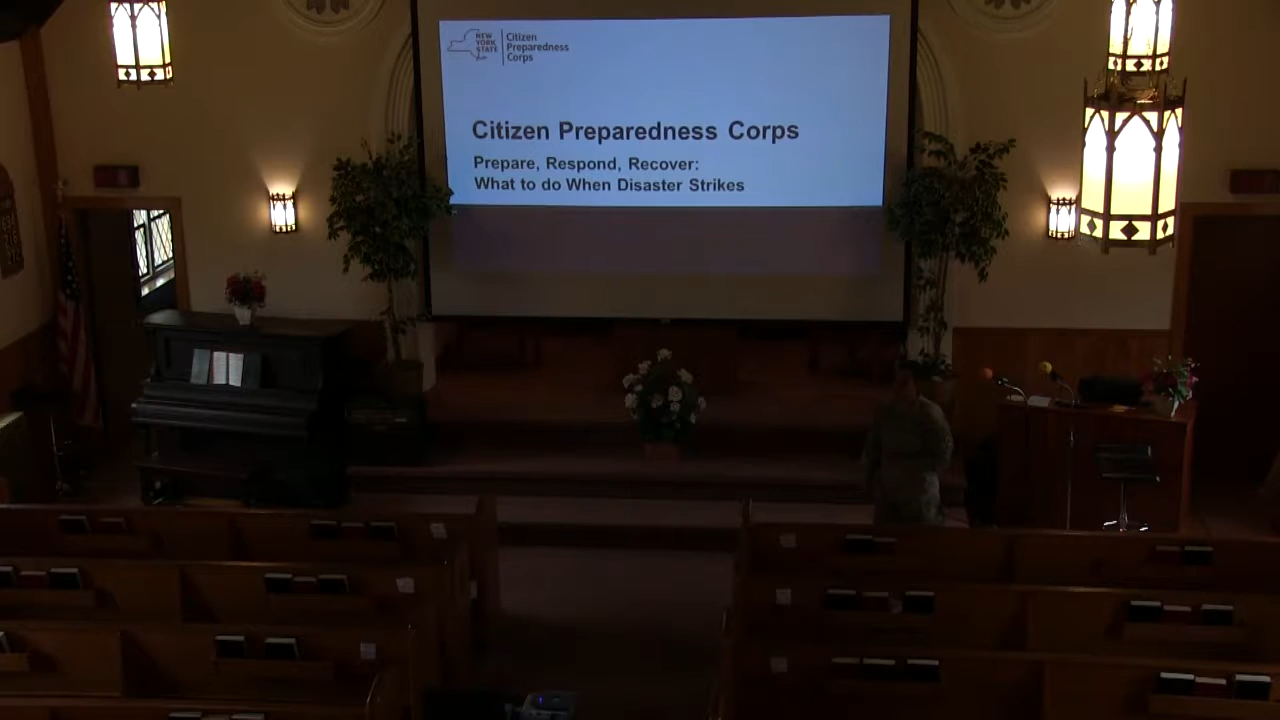 NEW
YORK
STATE
Citizen
Preparedness
Corps
Citizen Preparedness Corps
Prepare, Respond, Recover:
What to do When Disaster Strikes